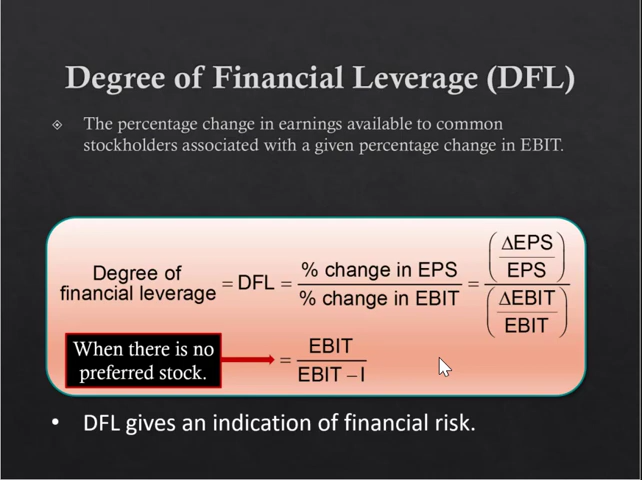 Degree of Financial Leverage (DFL)
The percentage change in earnings available to common
stockholders associated with a given percentage change in EBIT.
Degree of
financial leverage = DFL = % change in EPS / % change in EBIT = (ΔEPS / EPS) / (ΔEBIT / EBIT)
When there is no
preferred stock.
= EBIT / EBIT – I
• DFL gives an indication of financial risk.